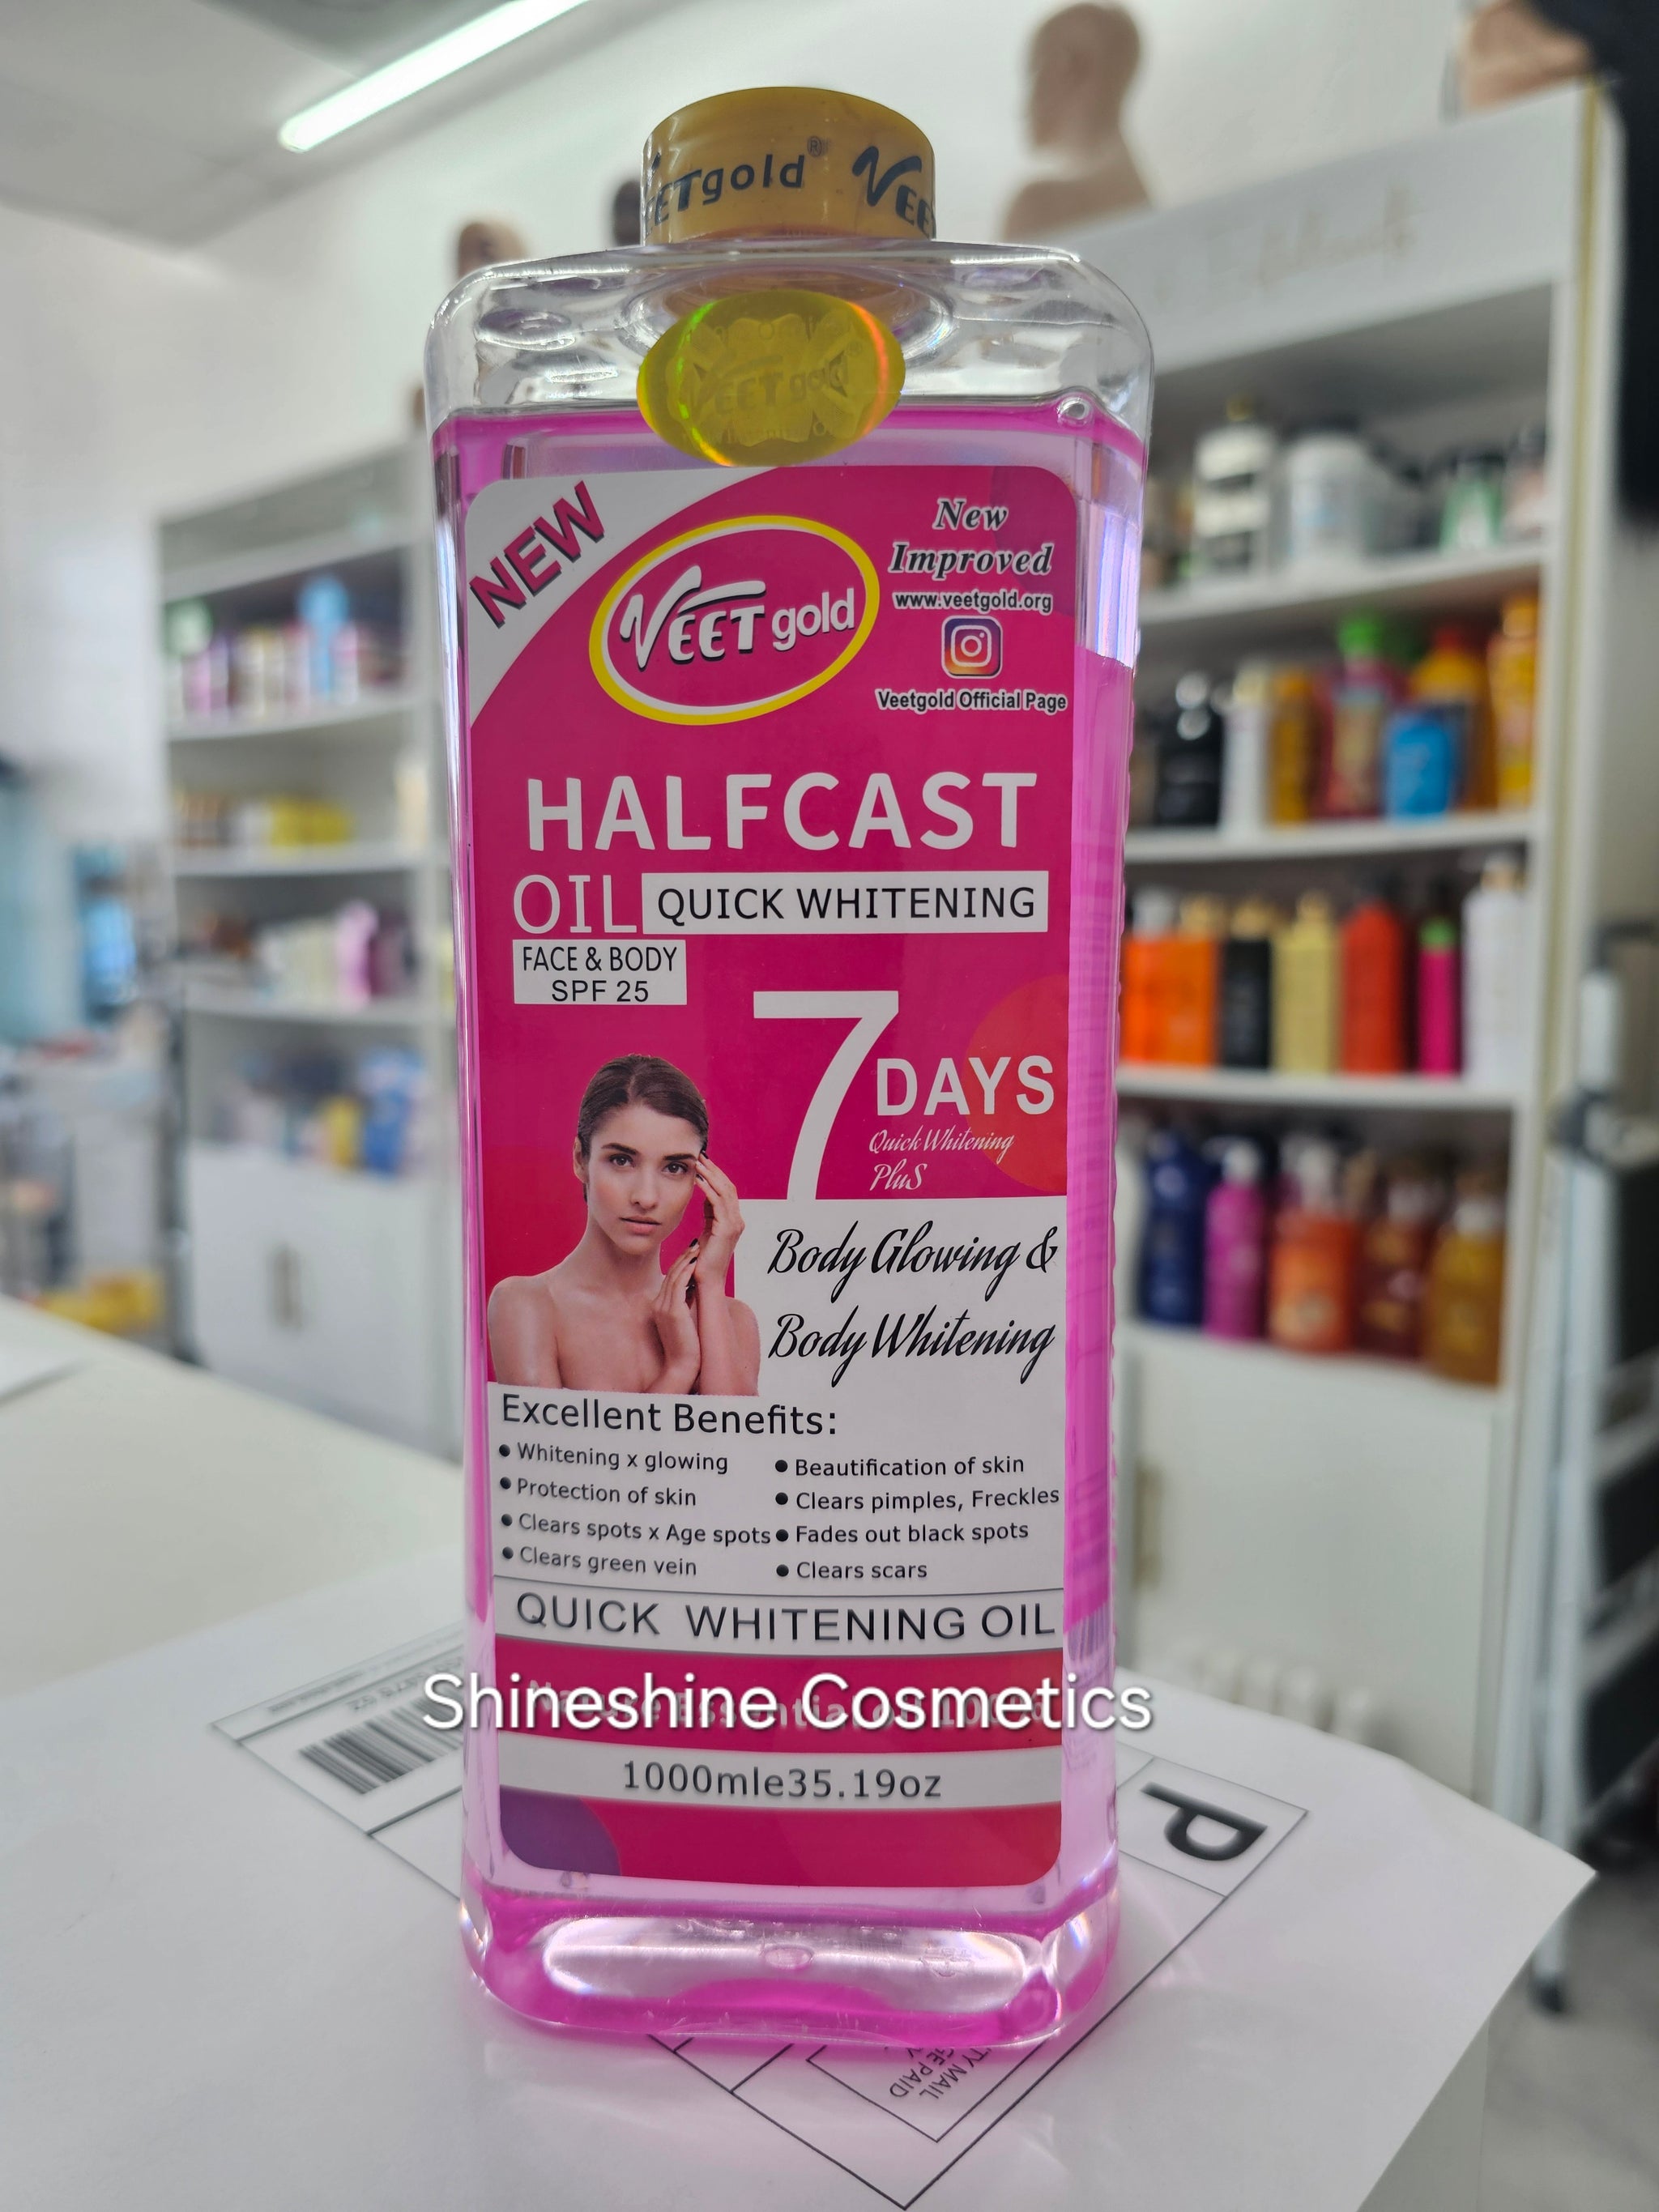 VEETgold® VEE
VEET gold
NEW
VEET gold
New
Improved
www.veetgold.org
Veetgold Official Page
HALFCAST
OIL QUICK WHITENING
FACE & BODY
SPF 25
7 DAYS
Quick Whitening
PluS
Body Glowing &
Body Whitening
Excellent Benefits:
• Whitening x glowing
• Protection of skin
• Clears spots x Age spots
• Clears green vein
• Beautification of skin
• Clears pimples, Freckles
• Fades out black spots
• Clears scars
QUICK WHITENING OIL
Shineshine Cosmetics
1000mle35.19oz
P